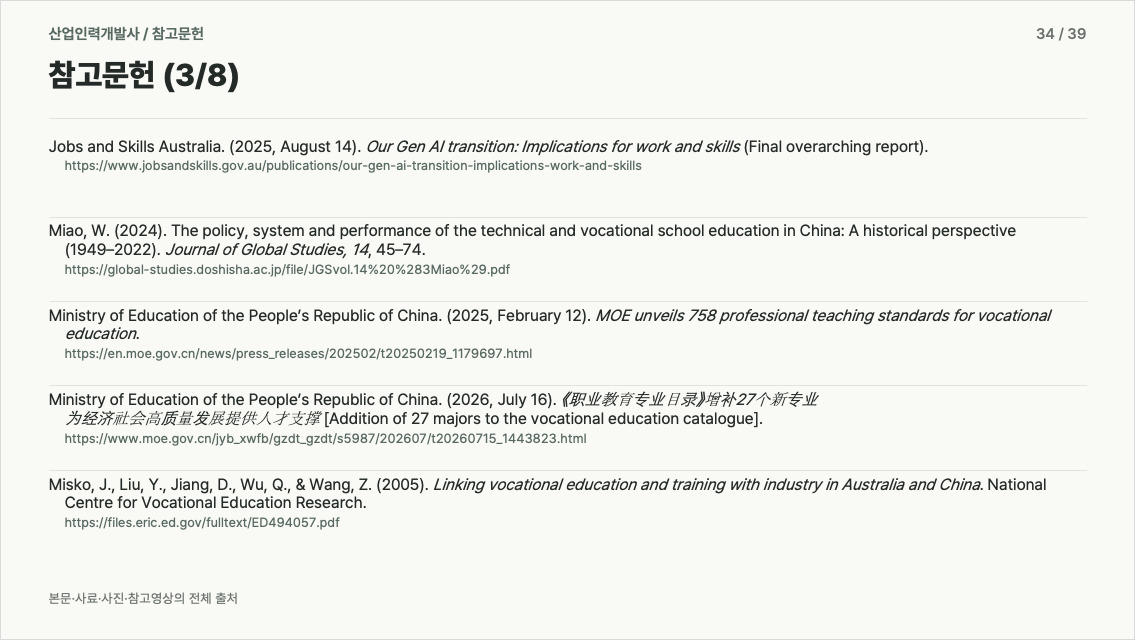 산업인력개발사 / 참고문헌
34 / 39
참고문헌 (3/8)
Jobs and Skills Australia. (2025, August 14). Our Gen AI transition: Implications for work and skills (Final overarching report).
https://www.jobsandskills.gov.au/publications/our-gen-ai-transition-implications-work-and-skills
Miao, W. (2024). The policy, system and performance of the technical and vocational school education in China: A historical perspective
(1949–2022). Journal of Global Studies, 14, 45–74.
https://global-studies.doshisha.ac.jp/file/JGSvol.14%20%283Miao%29.pdf
Ministry of Education of the People’s Republic of China. (2025, February 12). MOE unveils 758 professional teaching standards for vocational
education.
https://en.moe.gov.cn/news/press_releases/202502/t20250219_1179697.html
Ministry of Education of the People’s Republic of China. (2026, July 16). 《职业教育专业目录》增补27个新专业
为经济社会高质量发展提供人才支撑 [Addition of 27 majors to the vocational education catalogue].
https://www.moe.gov.cn/jyb_xwfb/gzdt_gzdt/s5987/202607/t20260715_1443823.html
Misko, J., Liu, Y., Jiang, D., Wu, Q., & Wang, Z. (2005). Linking vocational education and training with industry in Australia and China. National
Centre for Vocational Education Research.
https://files.eric.ed.gov/fulltext/ED494057.pdf
본문·사료·사진·참고영상의 전체 출처